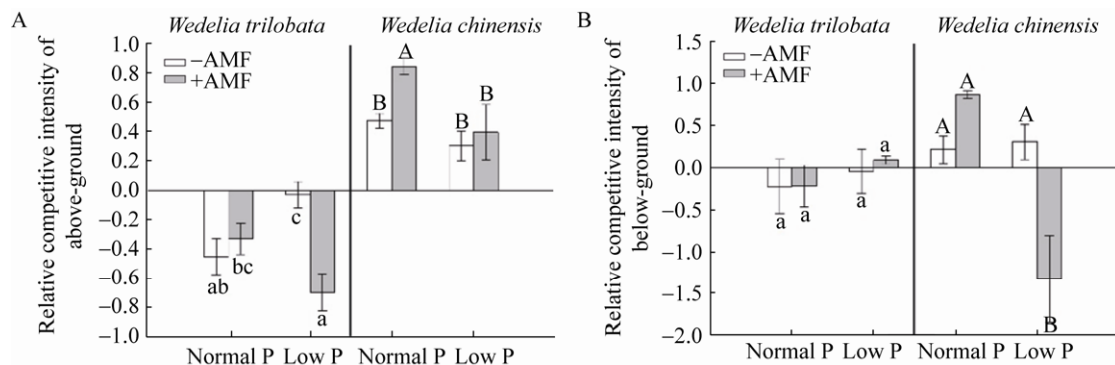 A
Wedelia trilobata
Wedelia chinensis
Relative competitive intensity of
above-ground
1.0
0.8
0.6
0.4
0.2
0.0
−0.2
−0.4
−0.6
−0.8
−1.0
−AMF
+AMF
ab
bc
c
a
B
A
B
B
Normal P
Low P
Normal P
Low P
B
Wedelia trilobata
Wedelia chinensis
Relative competitive intensity of
below-ground
1.5
1.0
0.5
0.0
−0.5
−1.0
−1.5
−2.0
−AMF
+AMF
a
a
a
a
A
A
A
B
Normal P
Low P
Normal P
Low P